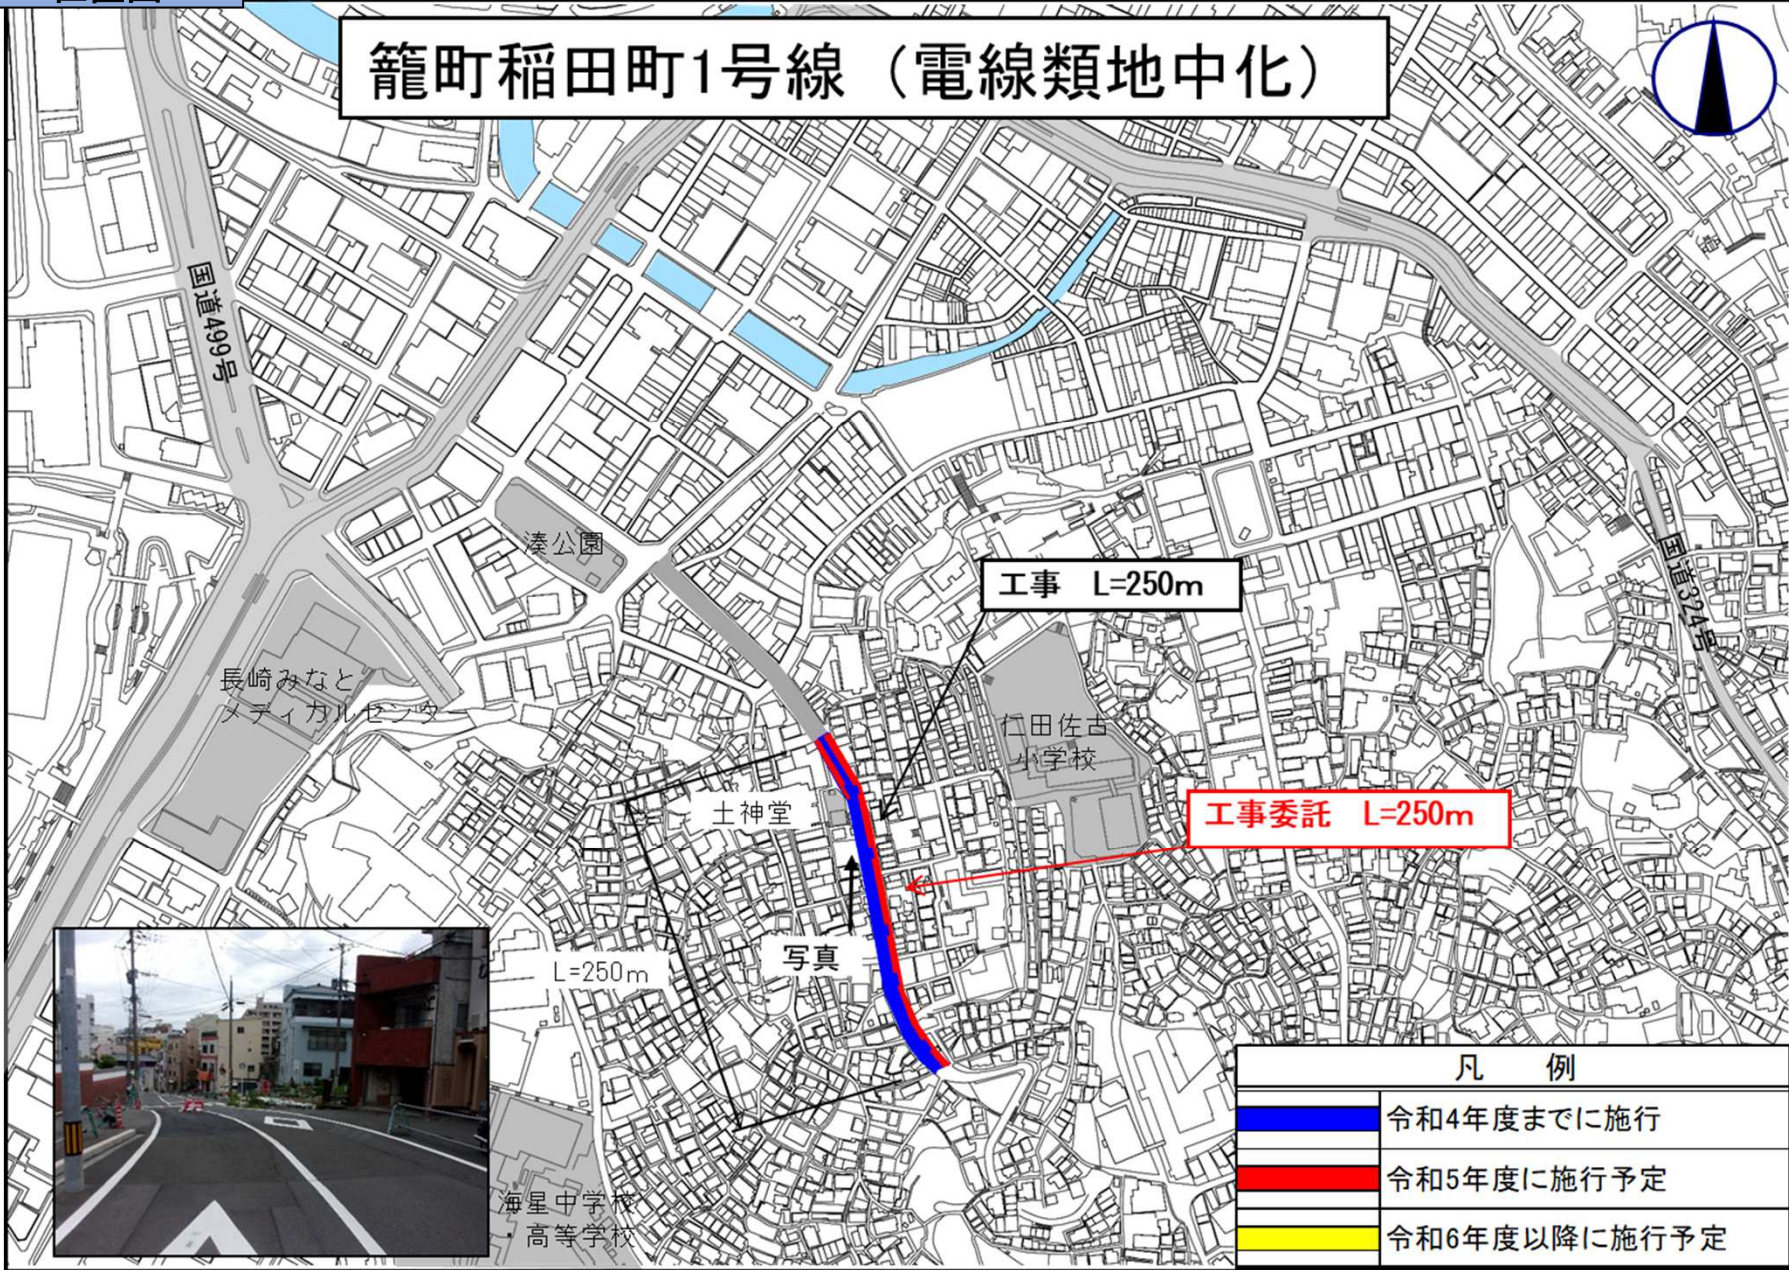 籠町稲田町1号線（電線類地中化）
国道499号
湊公園
工事　L=250m
国道324号
長崎みなと
メディカルセンター
仁田佐古
小学校
土神堂
工事委託　L=250m
写真
L=250m
凡　例
令和4年度までに施行
令和5年度に施行予定
令和6年度以降に施行予定
海星中学校
・高等学校